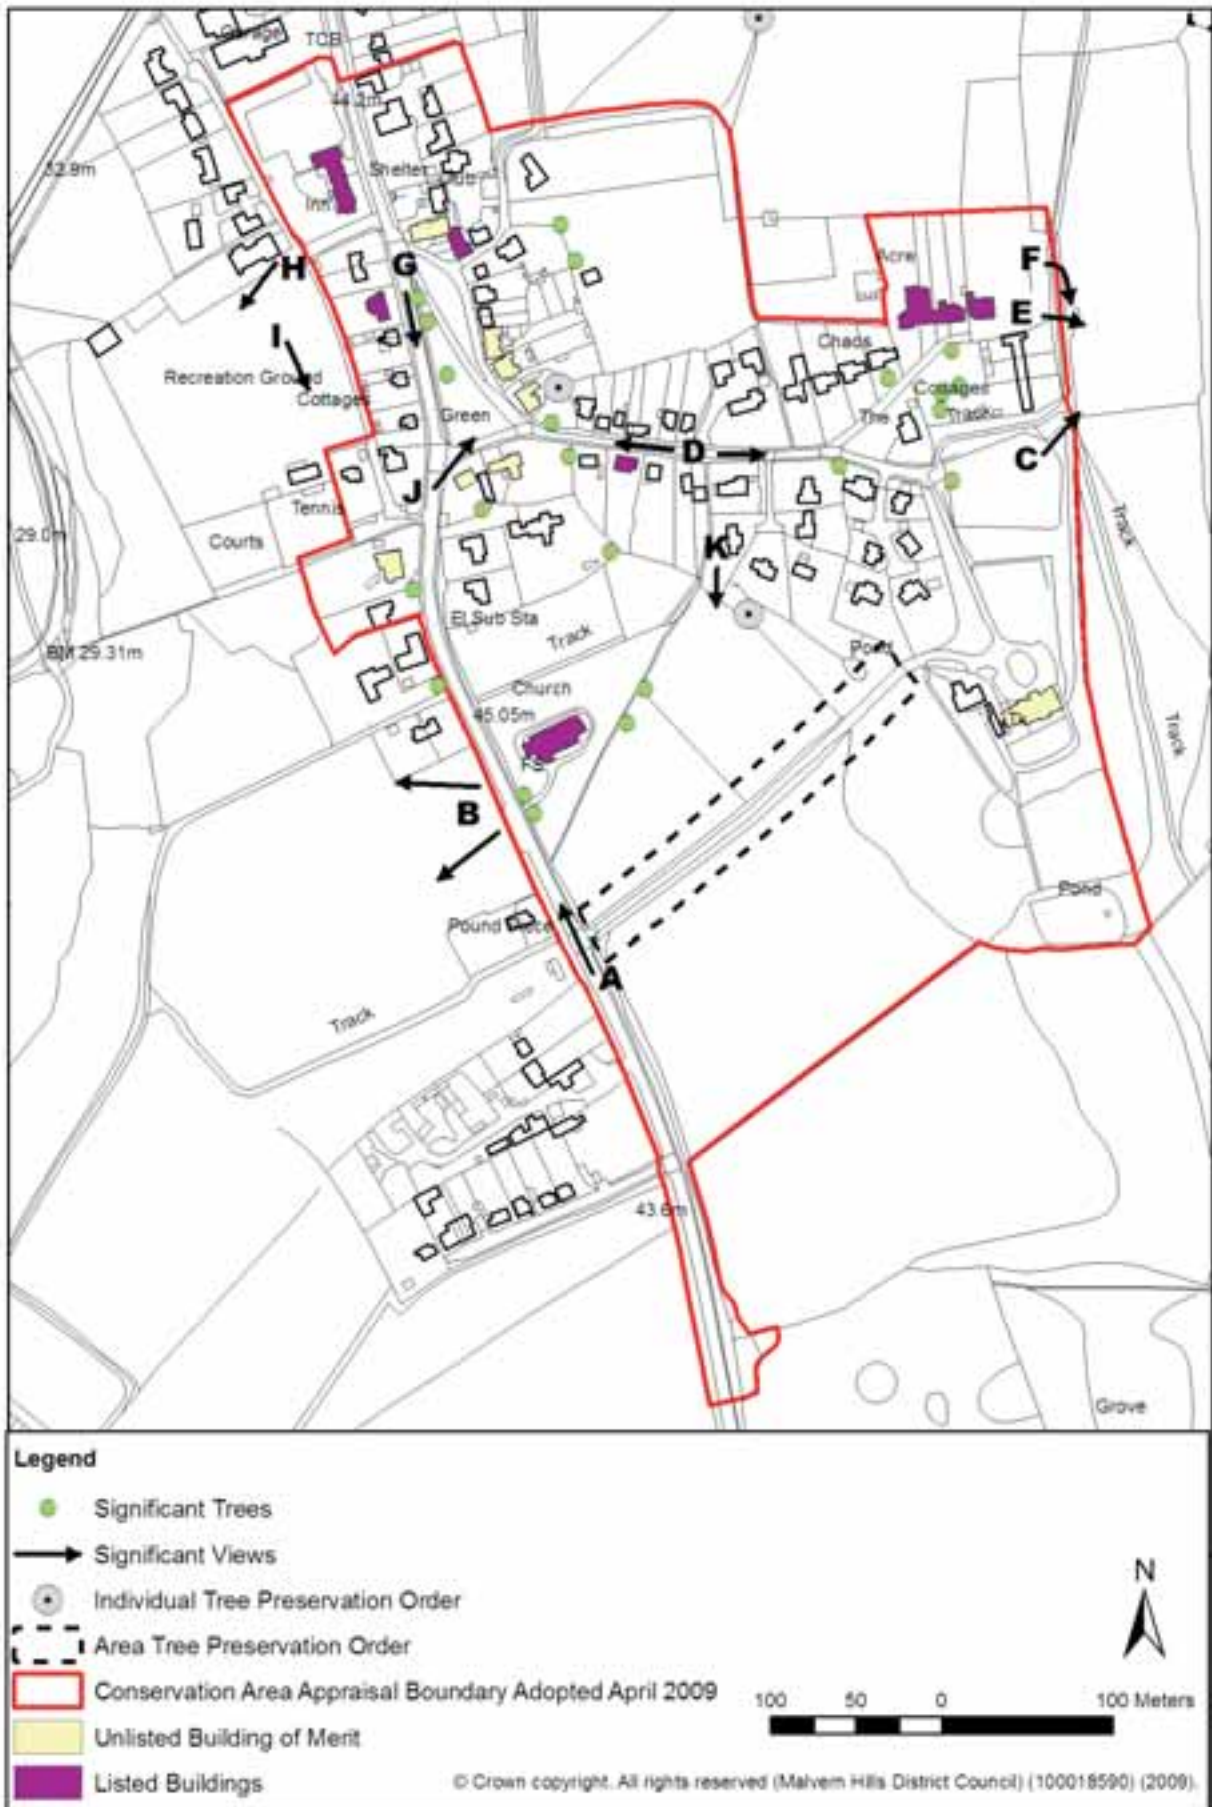 Garage
TCB
44.2m
32.9m
Shelter
Inn
Acre
H
G
F
E
I
Chads
Recreation Ground
Cottages
Cottages
Green
The
Track
D
C
J
Tennis
Courts
29.0m
Track
K
El Sub Sta
Track
BM 29.31m
Pond
Church
45.05m
Track
FS
B
Pond
Pound Piece
A
Track
43.6m
Grove
Legend
Significant Trees
Significant Views
Individual Tree Preservation Order
Area Tree Preservation Order
Conservation Area Appraisal Boundary Adopted April 2009
Unlisted Building of Merit
Listed Buildings
N
100 50 0 100 Meters
© Crown copyright. All rights reserved (Malvern Hills District Council) (100018590) (2009).